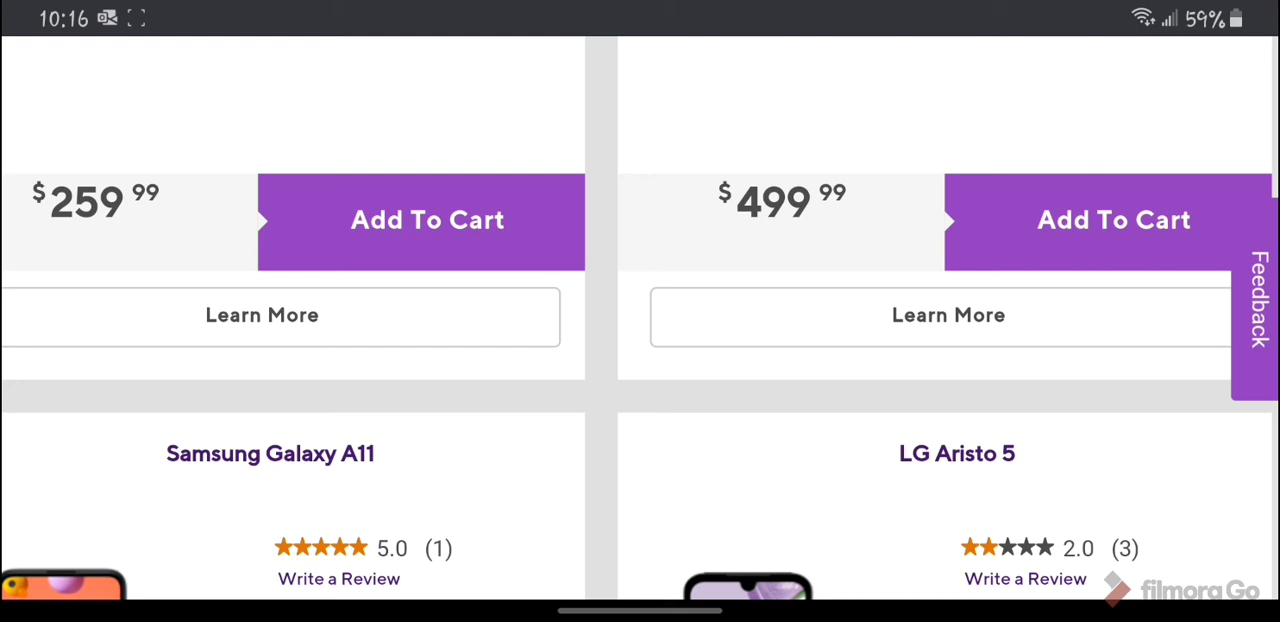 10:16
59%
$259 99
Add To Cart
$499 99
Add To Cart
Feedback
Learn More
Learn More
Samsung Galaxy A11
LG Aristo 5
5.0 (1)
2.0 (3)
Write a Review
Write a Review
filmora Go